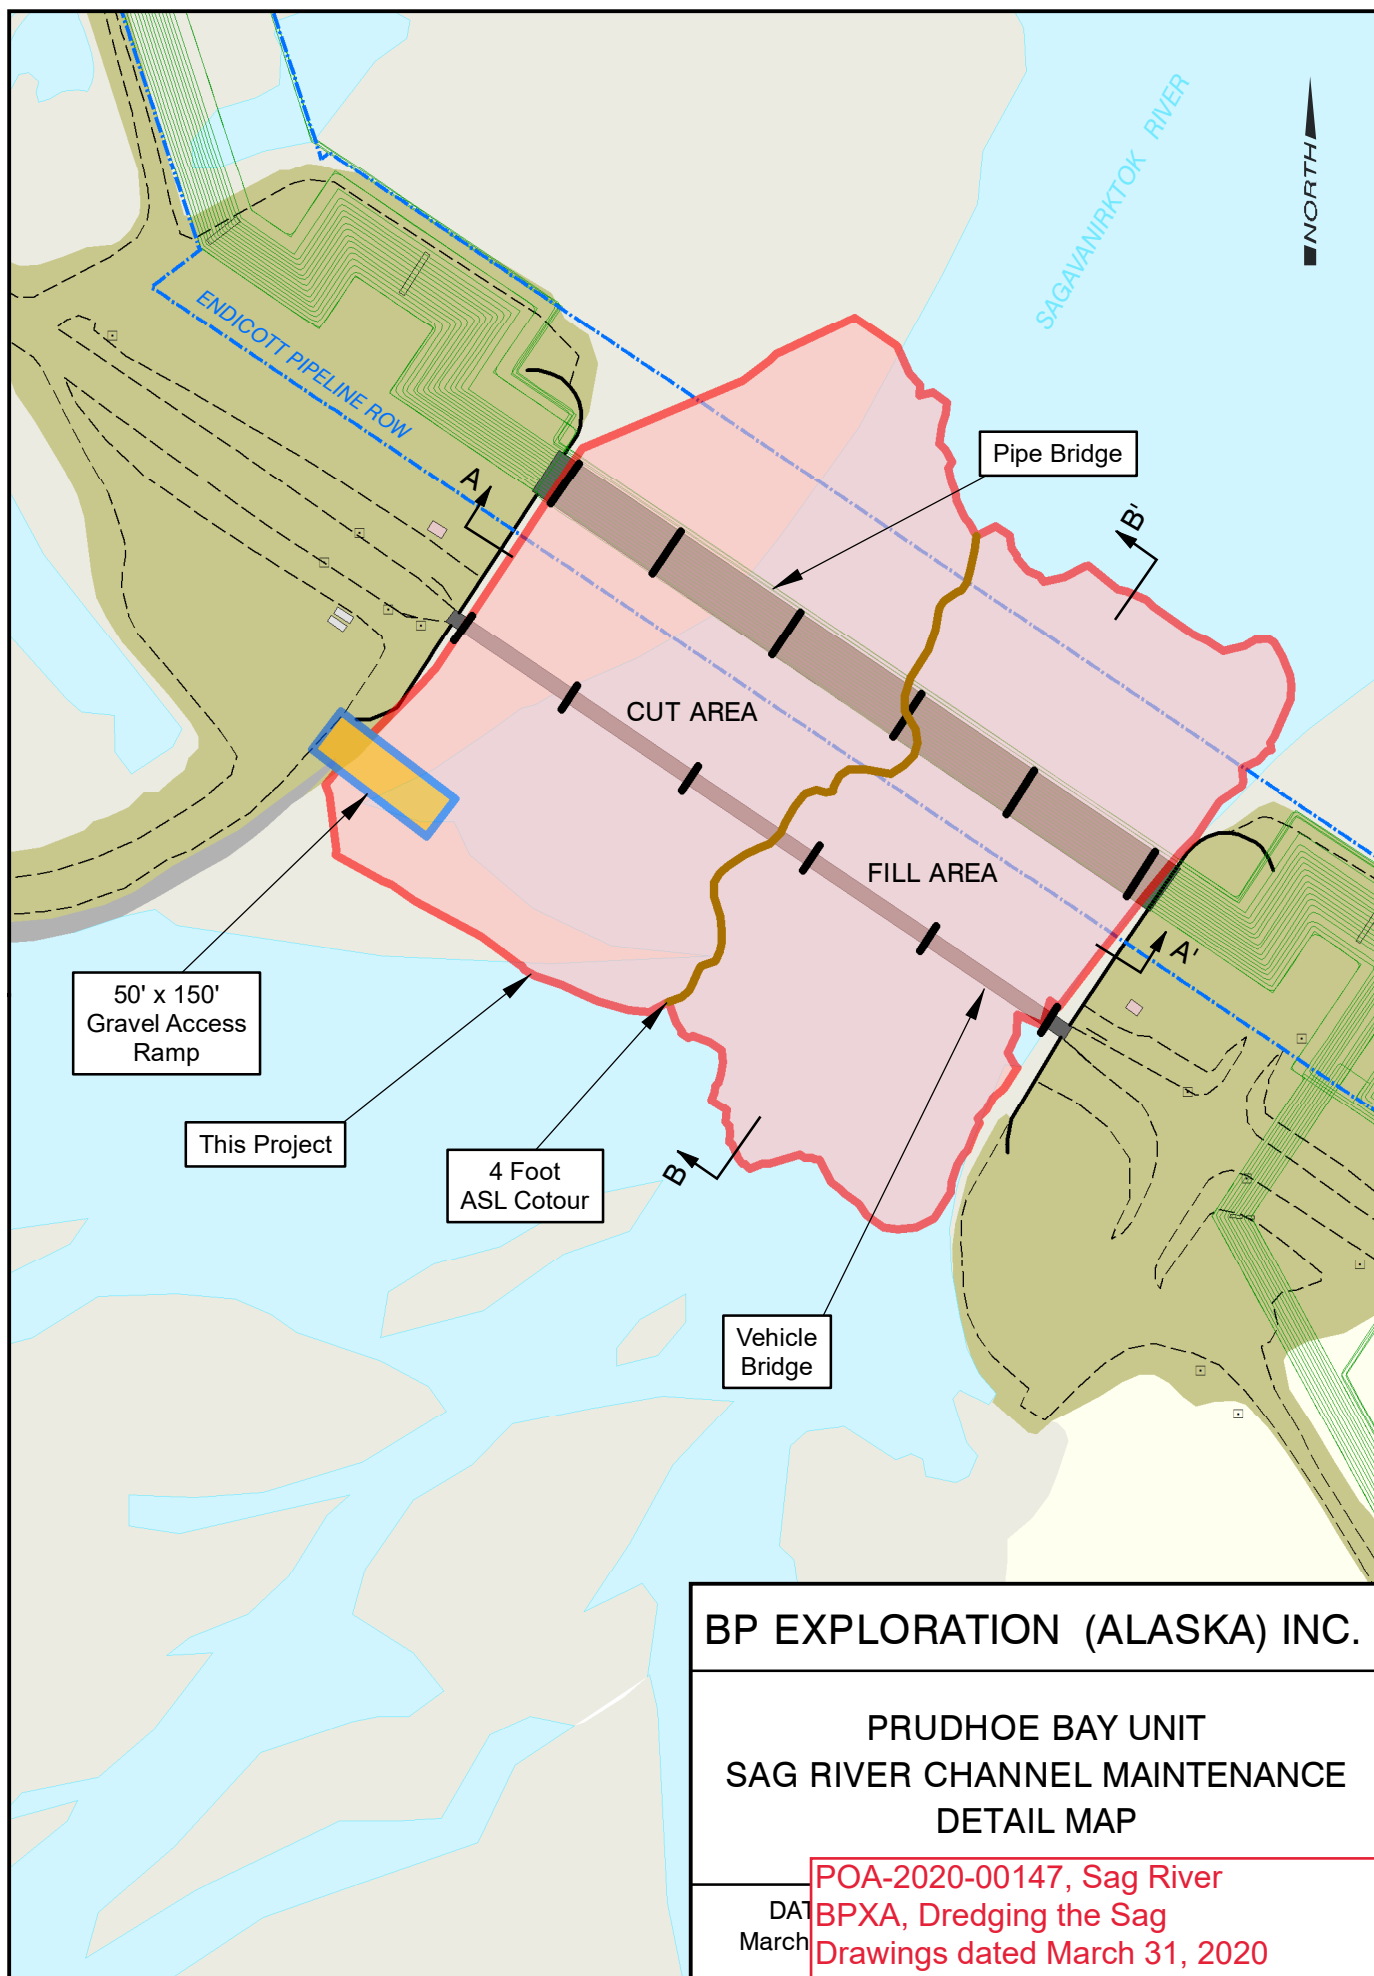 SAGAVANIRKTOK RIVER
NORTH
ENDICOTT PIPELINE ROW
Pipe Bridge
A
B'
CUT AREA
FILL AREA
A'
50' x 150'
Gravel Access
Ramp
This Project
4 Foot
ASL Cotour
B
Vehicle
Bridge
BP EXPLORATION (ALASKA) INC.
PRUDHOE BAY UNIT
SAG RIVER CHANNEL MAINTENANCE
DETAIL MAP
DAT
March
POA-2020-00147, Sag River
BPXA, Dredging the Sag
Drawings dated March 31, 2020